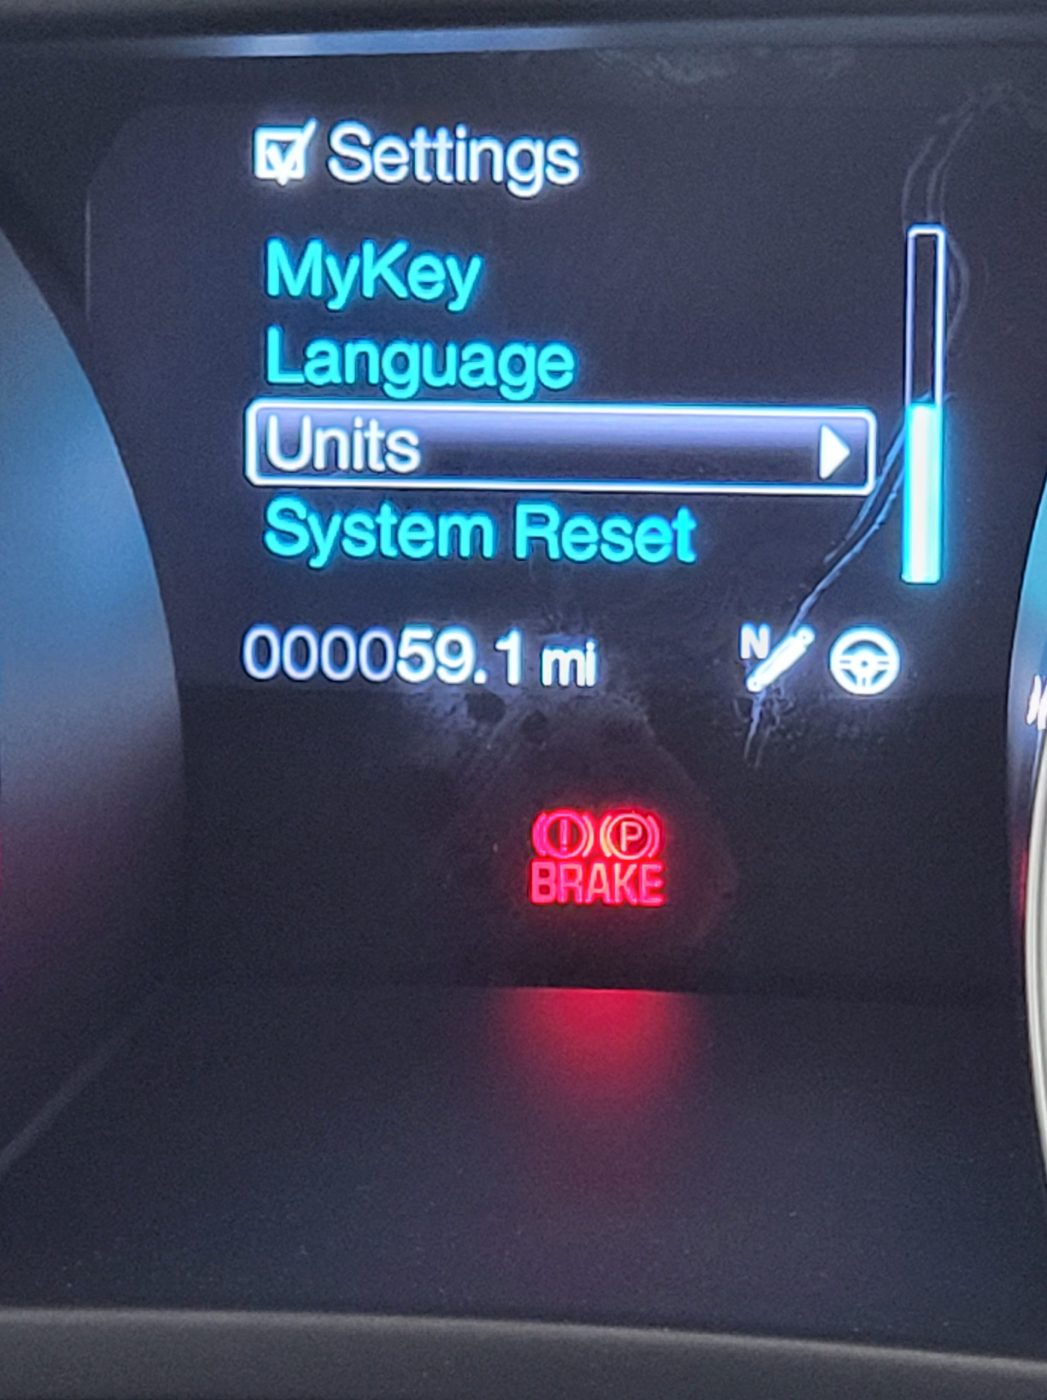 Settings
MyKey
Language
Units
System Reset
000059.1 mi
N
! P
BRAKE